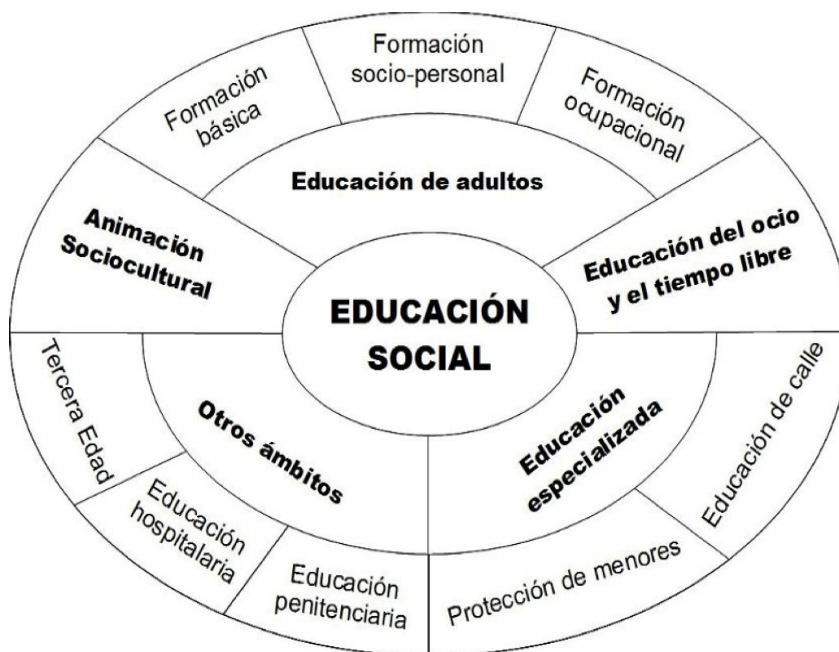 Formación
socio-personal
Formación
básica
Formación
ocupacional
Educación de adultos
Animación
Sociocultural
Educación del ocio
y el tiempo libre
EDUCACIÓN
SOCIAL
Tercera Edad
Otros ámbitos
Educación
especializada
Educación de calle
Educación
hospitalaria
Educación
penitenciaria
Protección de menores